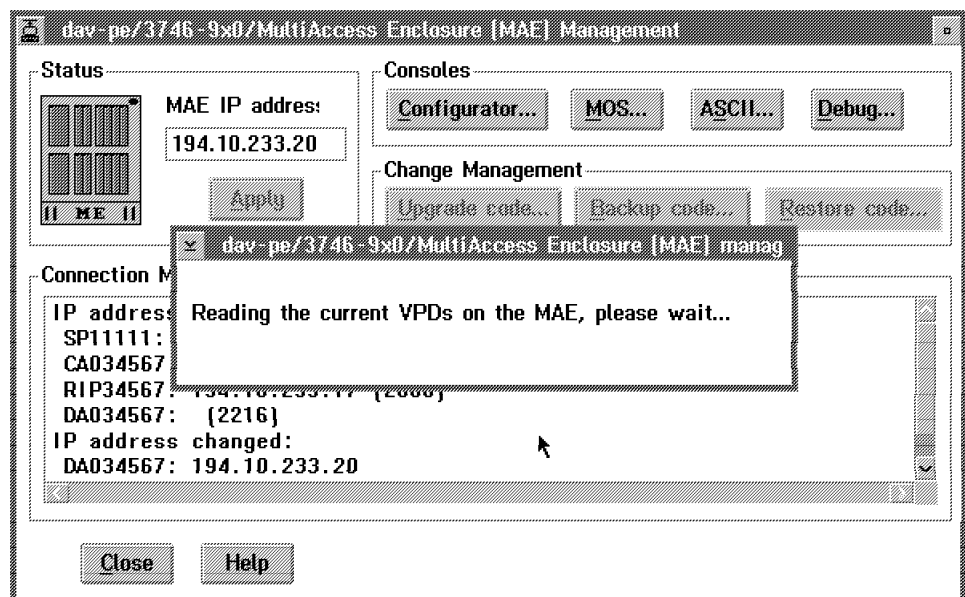 dav-pe/3746-9x0/MultiAccess Enclosure (MAE) Management
Status
MAE IP address
194.10.233.20
Apply
ME
Consoles
Configurator...
MOS...
ASCII...
Debug...
Change Management
Upgrade code...
Backup code...
Restore code...
dav-pe/3746-9x0/MultiAccess Enclosure (MAE) manag
Reading the current VPDs on the MAE, please wait...
Connection M
IP address
SP11111:
CA034567
RIP34567:
DA034567: (2216)
IP address changed:
DA034567: 194.10.233.20
Close
Help